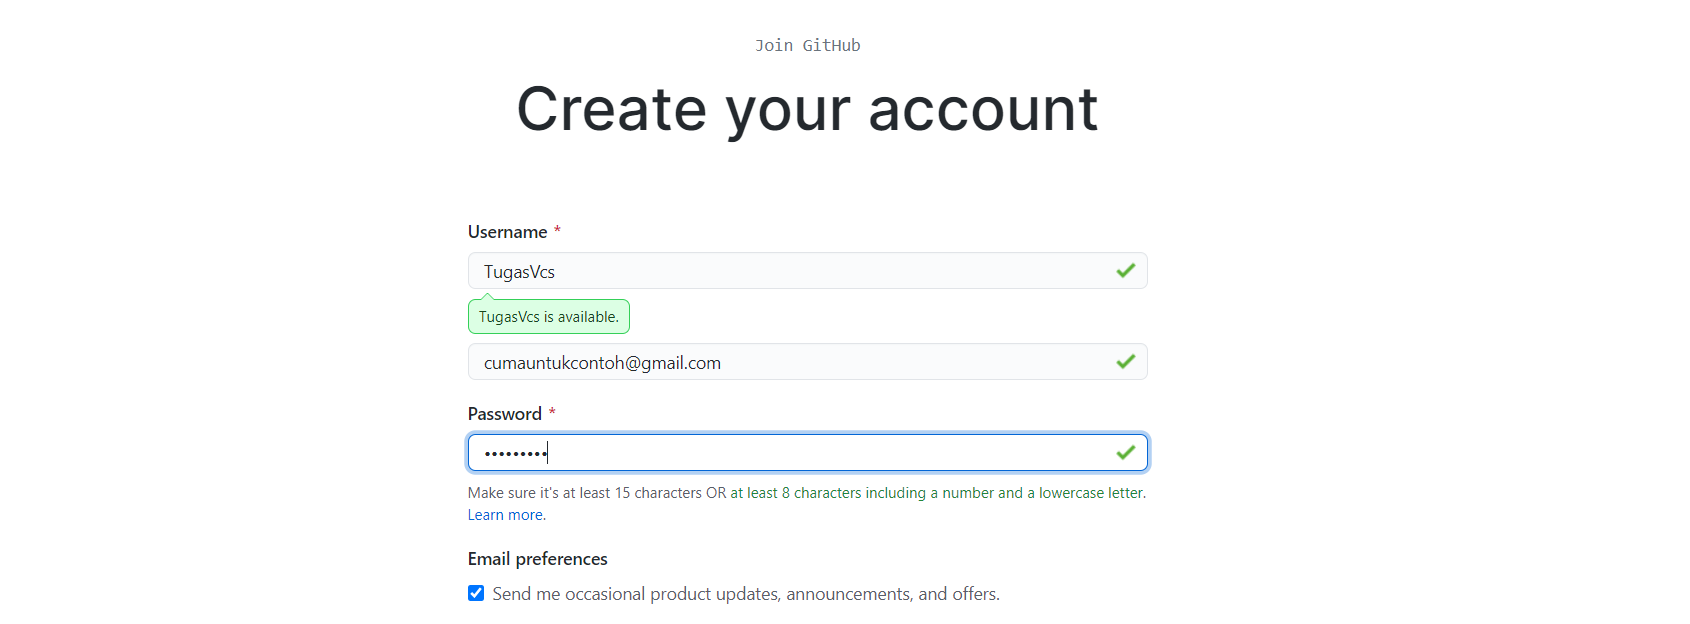 Join GitHub
Create your account
Username *
TugasVcs
TugasVcs is available.
cumauntukcontoh@gmail.com
Password *
•••••••••
Make sure it's at least 15 characters OR at least 8 characters including a number and a lowercase letter.
Learn more.
Email preferences
Send me occasional product updates, announcements, and offers.